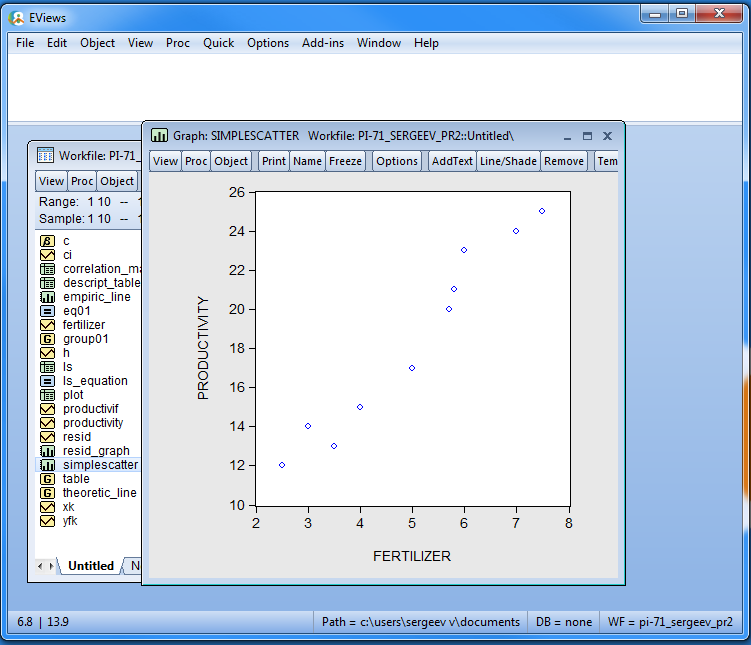 EViews
File Edit Object View Proc Quick Options Add-ins Window Help
Workfile: PI-71_
View Proc Object
Range: 1 10 --
Sample: 1 10 --
c
ci
correlation_ma
descript_table
empiric_line
eq01
fertilizer
group01
h
ls
ls_equation
plot
productivif
productivity
resid
resid_graph
simplescatter
table
theoretic_line
xk
yfk
Untitled N
Graph: SIMPLESCATTER Workfile: PI-71_SERGEEV_PR2::Untitled\
View Proc Object Print Name Freeze Options AddText Line/Shade Remove Tem
26
24
22
20
18
16
14
12
10
PRODUCTIVITY
2 3 4 5 6 7 8
FERTILIZER
6.8 | 13.9 Path = c:\users\sergeev v\documents DB = none WF = pi-71_sergeev_pr2